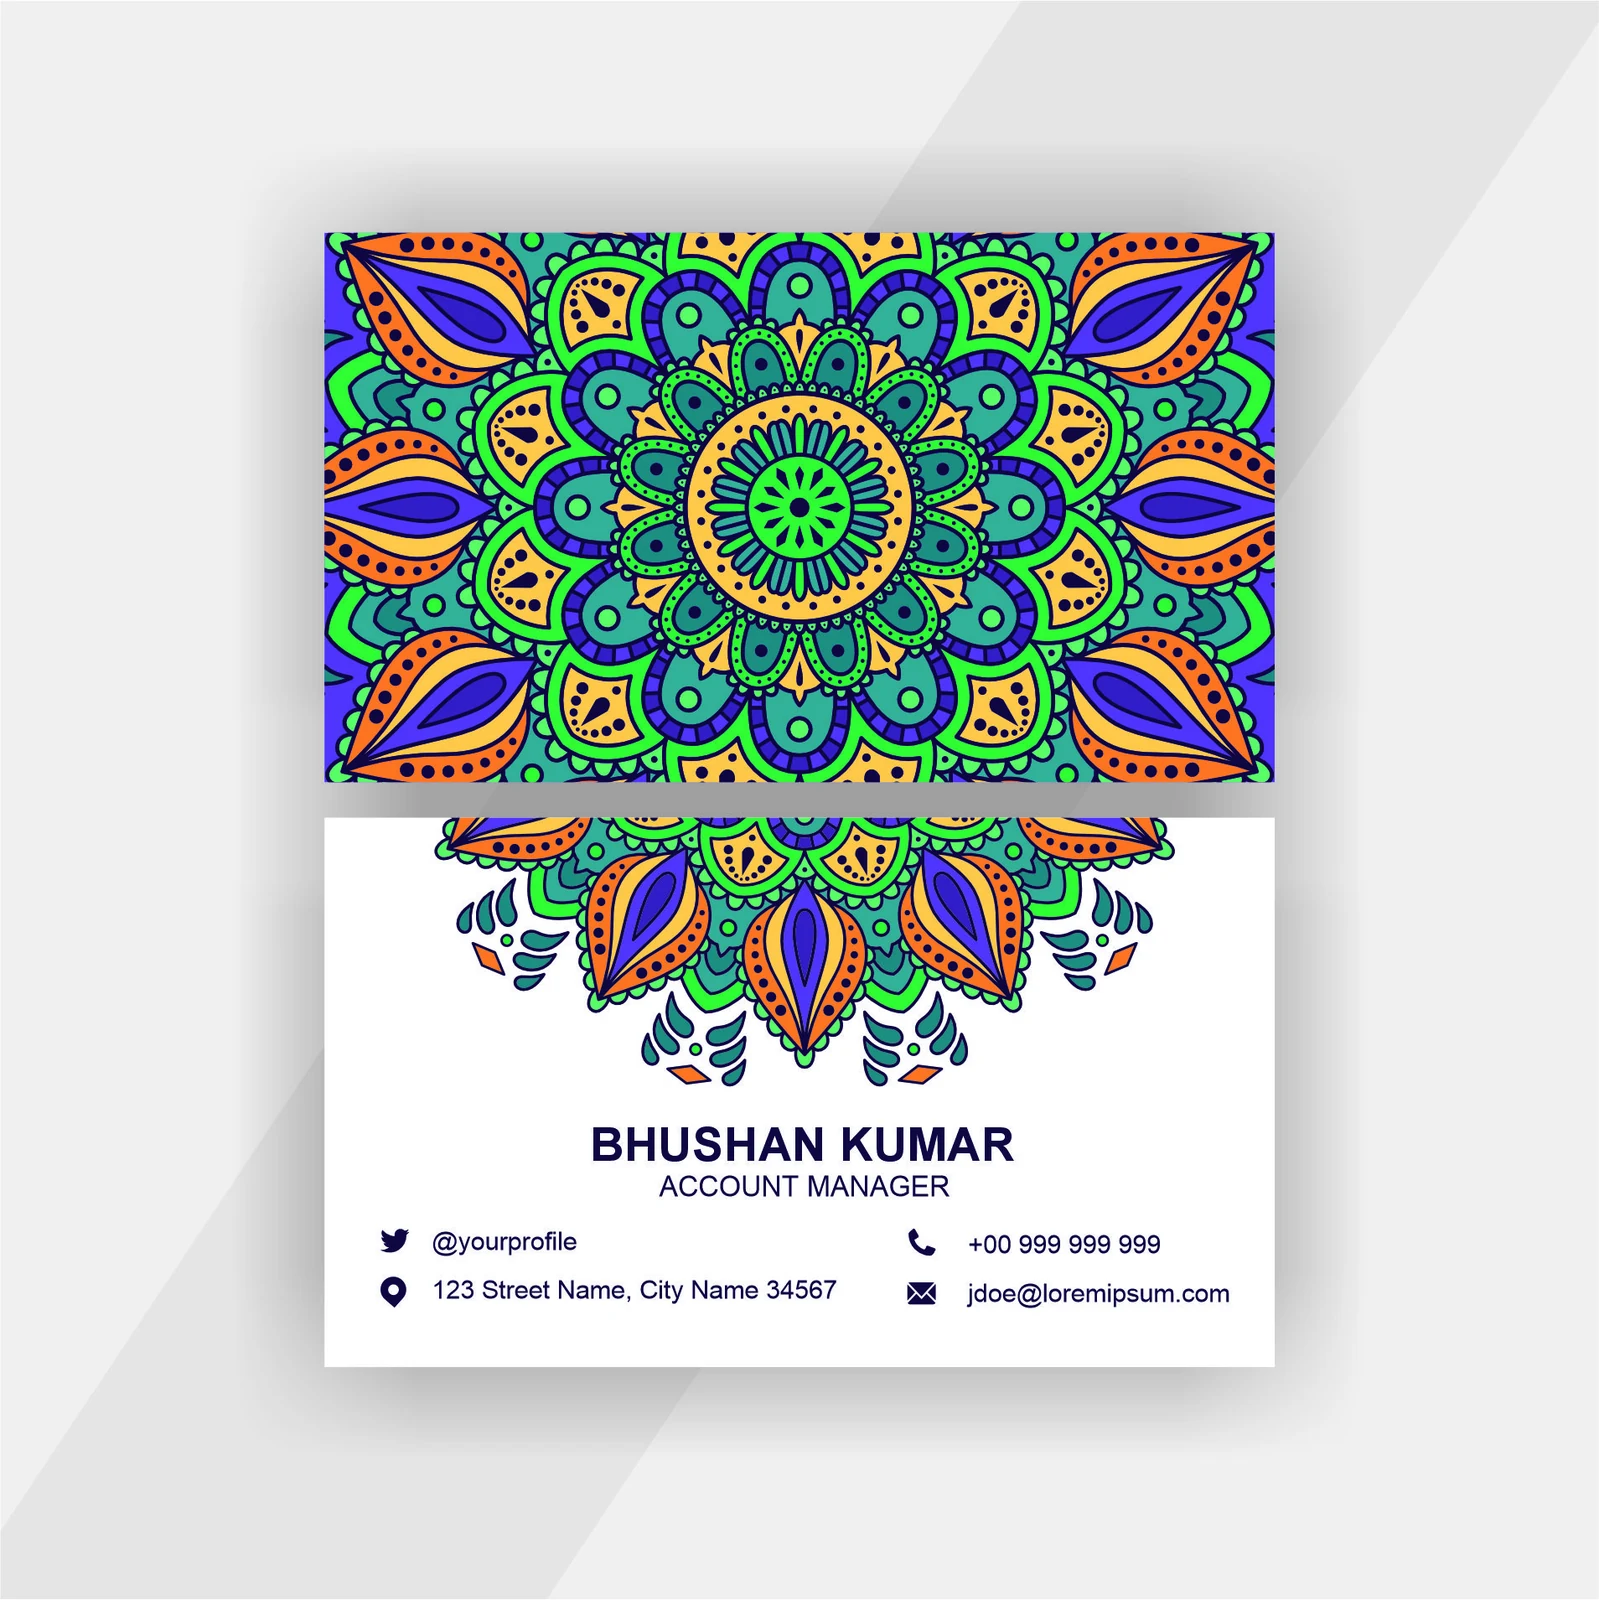 BHUSHAN KUMAR
ACCOUNT MANAGER
@yourprofile
+00 999 999 999
123 Street Name, City Name 34567
jdoe@loremipsum.com